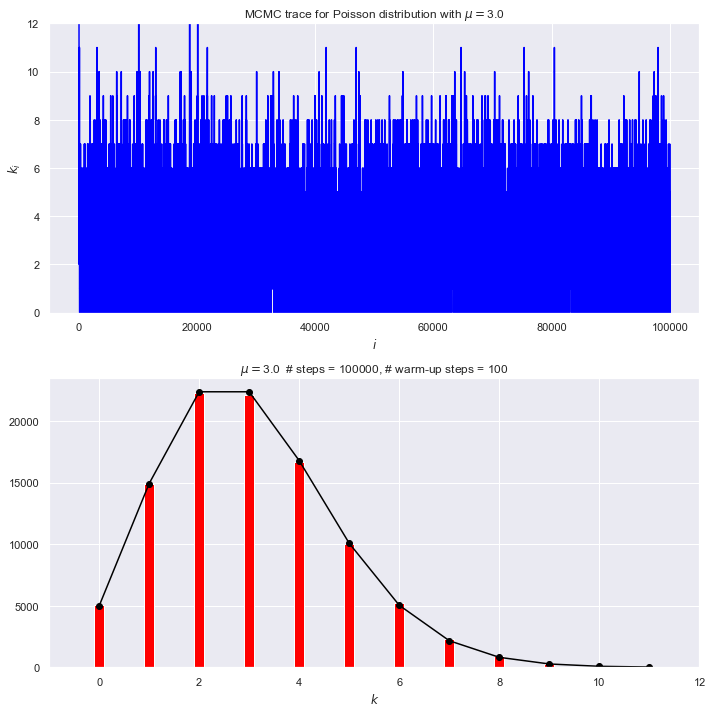 MCMC trace for Poisson distribution with μ = 3.0
12
10
8
6
4
2
0
kᵢ
0 20000 40000 60000 80000 100000
i
μ = 3.0 # steps = 100000, # warm-up steps = 100
20000
15000
10000
5000
0
0 2 4 6 8 10 12
k